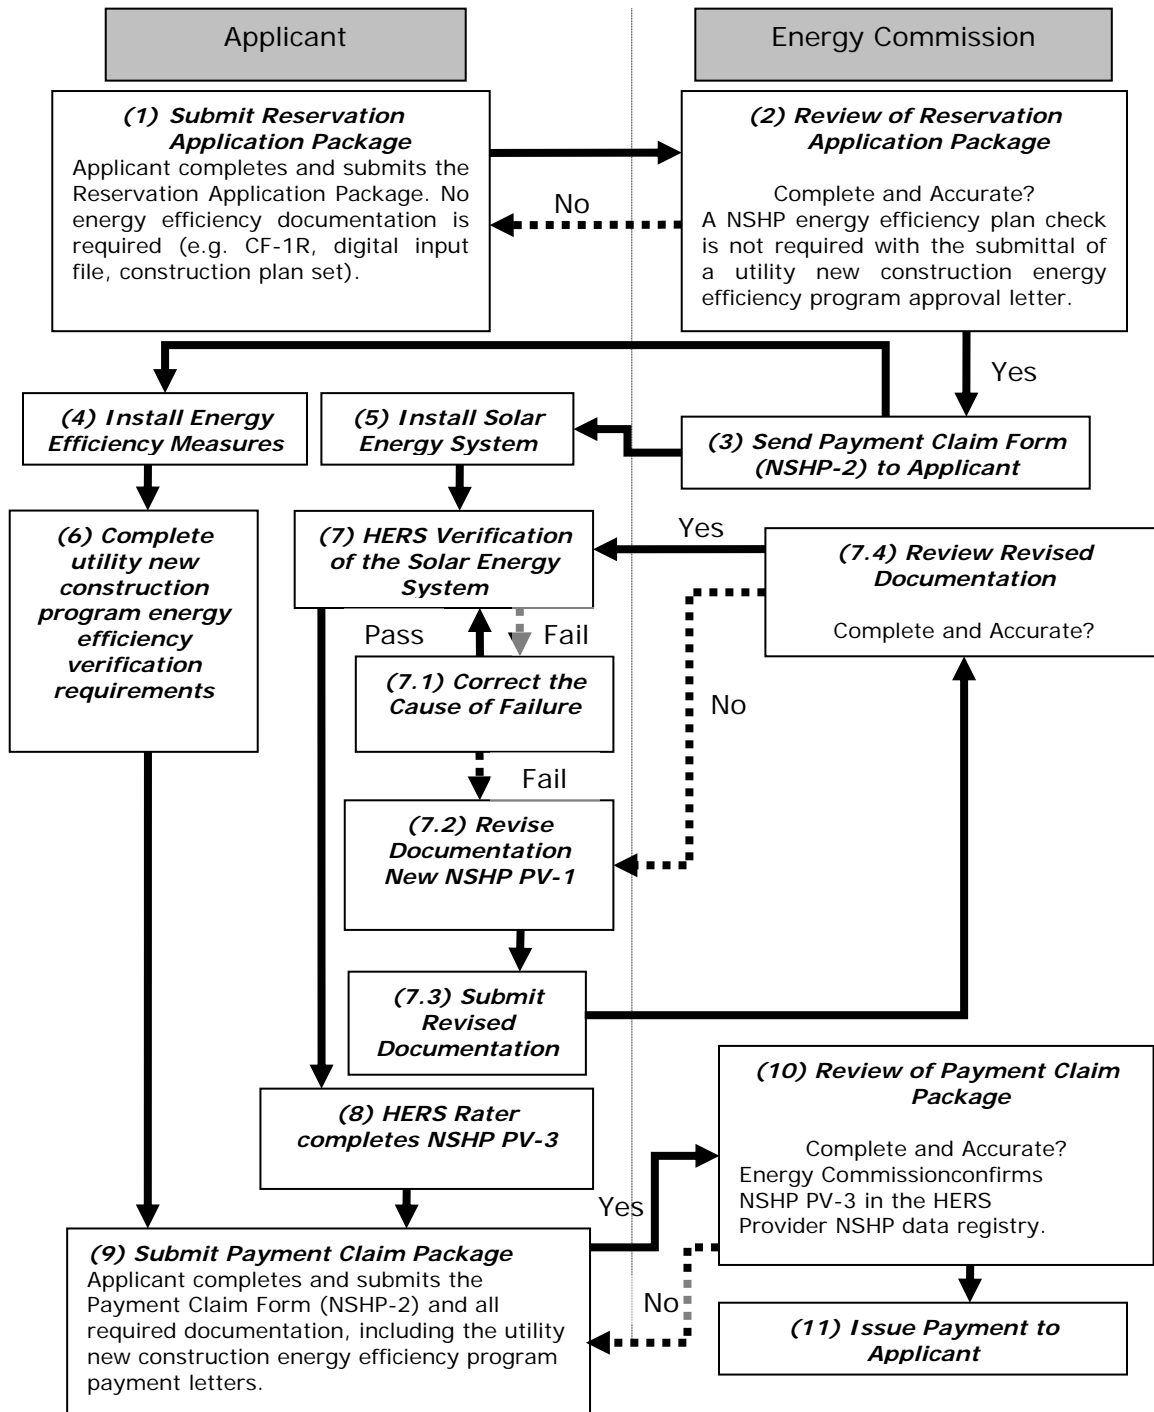 Applicant
Energy Commission
(1) Submit Reservation
Application Package
Applicant completes and submits the
Reservation Application Package. No
energy efficiency documentation is
required (e.g. CF-1R, digital input
file, construction plan set).
(2) Review of Reservation
Application Package
Complete and Accurate?
A NSHP energy efficiency plan check
is not required with the submittal of
a utility new construction energy
efficiency program approval letter.
No
Yes
(3) Send Payment Claim Form
(NSHP-2) to Applicant
(4) Install Energy
Efficiency Measures
(5) Install Solar
Energy System
(6) Complete
utility new
construction
program energy
efficiency
verification
requirements
(7) HERS Verification
of the Solar Energy
System
Yes
(7.4) Review Revised
Documentation
Complete and Accurate?
Pass
Fail
(7.1) Correct the
Cause of Failure
No
Fail
(7.2) Revise
Documentation
New NSHP PV-1
(7.3) Submit
Revised
Documentation
(8) HERS Rater
completes NSHP PV-3
(10) Review of Payment Claim
Package
Complete and Accurate?
Energy Commissionconfirms
NSHP PV-3 in the HERS
Provider NSHP data registry.
Yes
No
(9) Submit Payment Claim Package
Applicant completes and submits the
Payment Claim Form (NSHP-2) and all
required documentation, including the utility
new construction energy efficiency program
payment letters.
(11) Issue Payment to
Applicant